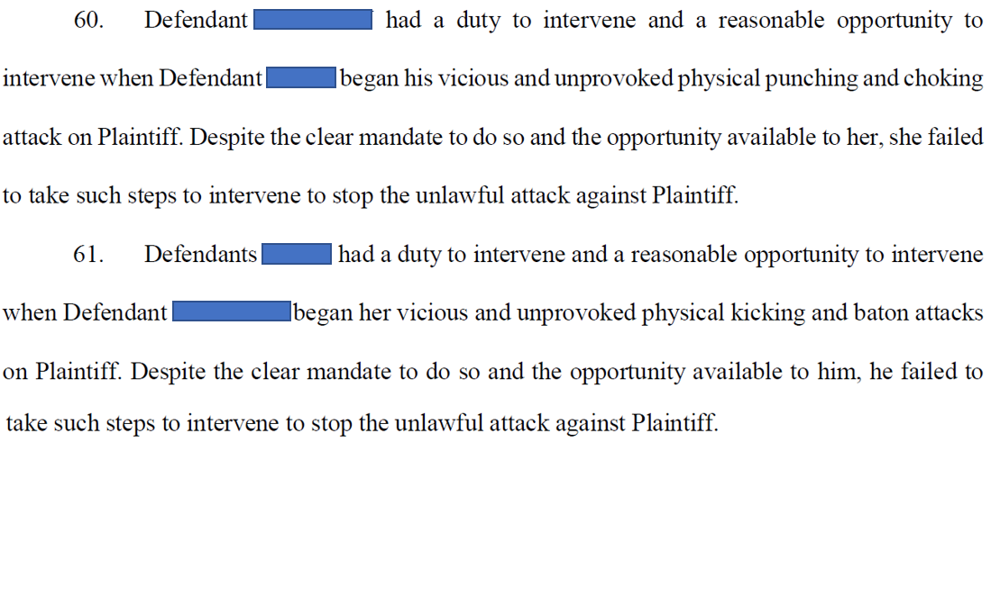 60. Defendant had a duty to intervene and a reasonable opportunity to
intervene when Defendant began his vicious and unprovoked physical punching and choking
attack on Plaintiff. Despite the clear mandate to do so and the opportunity available to her, she failed
to take such steps to intervene to stop the unlawful attack against Plaintiff.
61. Defendants had a duty to intervene and a reasonable opportunity to intervene
when Defendant began her vicious and unprovoked physical kicking and baton attacks
on Plaintiff. Despite the clear mandate to do so and the opportunity available to him, he failed to
take such steps to intervene to stop the unlawful attack against Plaintiff.